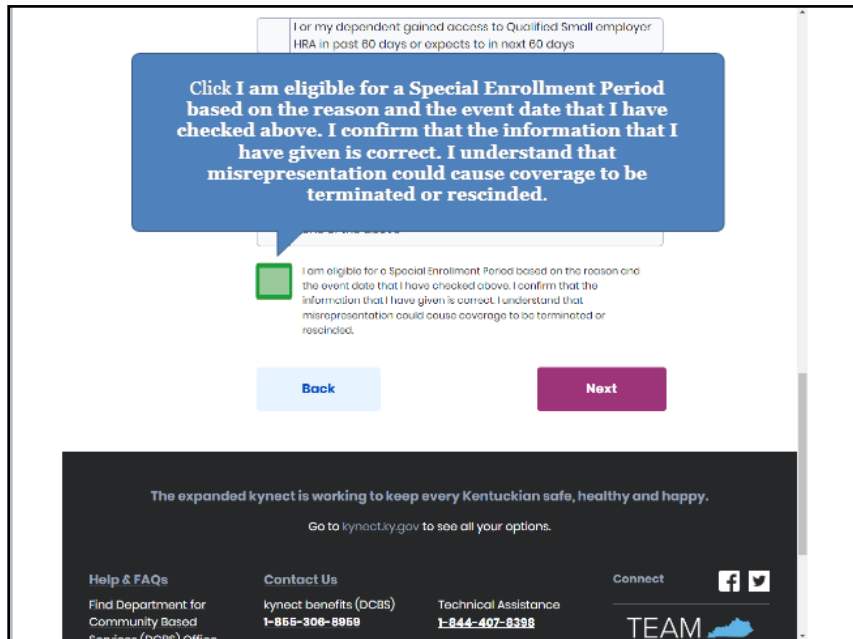 I or my dependent gained access to Qualified Small employer
HRA in past 60 days or expects to in next 60 days
Click I am eligible for a Special Enrollment Period
based on the reason and the event date that I have
checked above. I confirm that the information that I
have given is correct. I understand that
misrepresentation could cause coverage to be
terminated or rescinded.
I am eligible for a Special Enrollment Period based on the reason and
the event date that I have checked above. I confirm that the
information that I have given is correct. I understand that
misrepresentation could cause coverage to be terminated or
rescinded.
Back
Next
The expanded kynect is working to keep every Kentuckian safe, healthy and happy.
Go to kynect.ky.gov to see all your options.
Help & FAQs
Find Department for
Community Based
Services (DCBS) Office
Contact Us
kynect benefits (DCBS)
1-855-306-8959
Technical Assistance
1-844-407-8398
Connect
TEAM